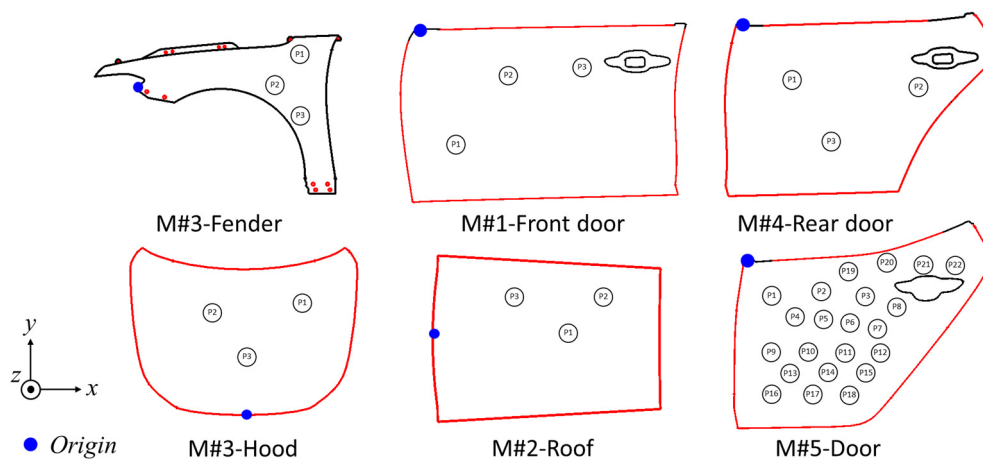 P1
P2
P3
M#3-Fender
P1
P2
P3
M#1-Front door
P1
P2
P3
M#4-Rear door
P1
P2
P3
M#3-Hood
P3
P2
P1
M#2-Roof
P20
P19
P21
P22
P1
P2
P3
P8
P4
P5
P6
P7
P9
P10
P11
P12
P13
P14
P15
P16
P17
P18
M#5-Door
y
z
x
Origin